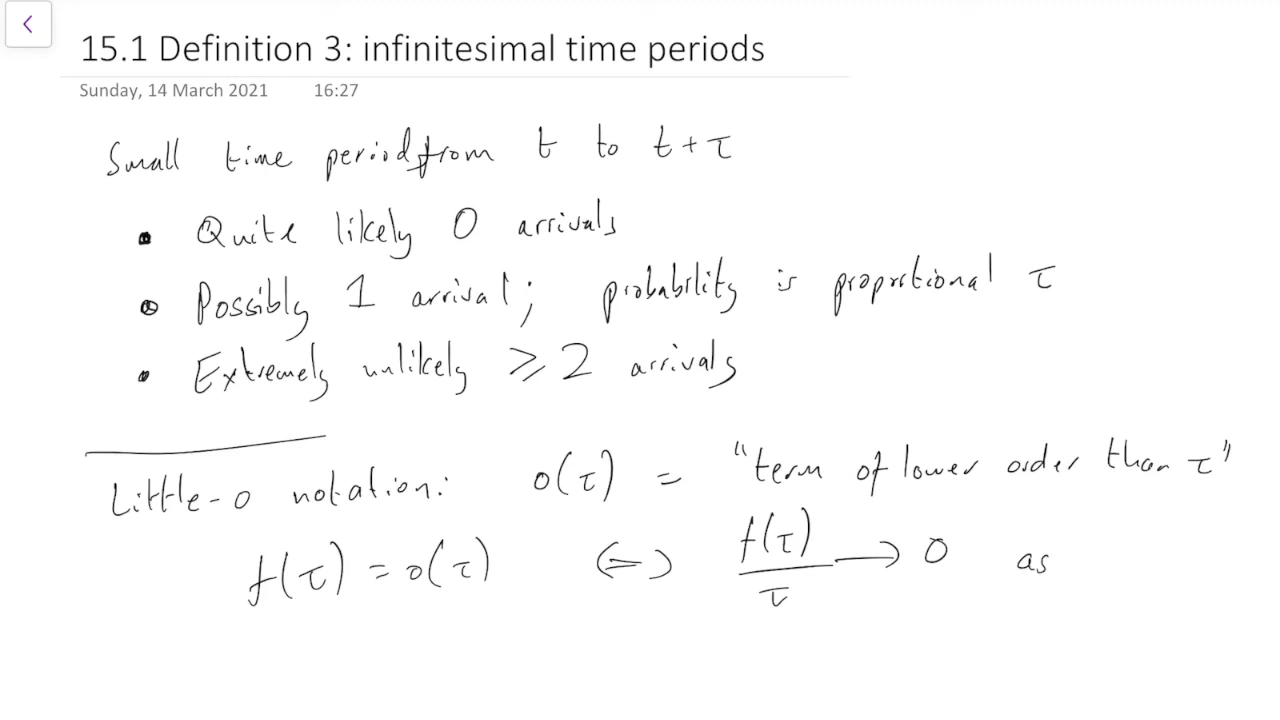 15.1 Definition 3: infinitesimal time periods
Sunday, 14 March 2021 16:27
Small time period from t to t + τ
• Quite likely 0 arrivals
• Possibly 1 arrival; probability is proportional τ
• Extremely unlikely ⩾ 2 arrivals
Little-o notation: o(τ) = "term of lower order than τ"
f(τ) = o(τ) ⇔ f(τ)/τ → 0 as